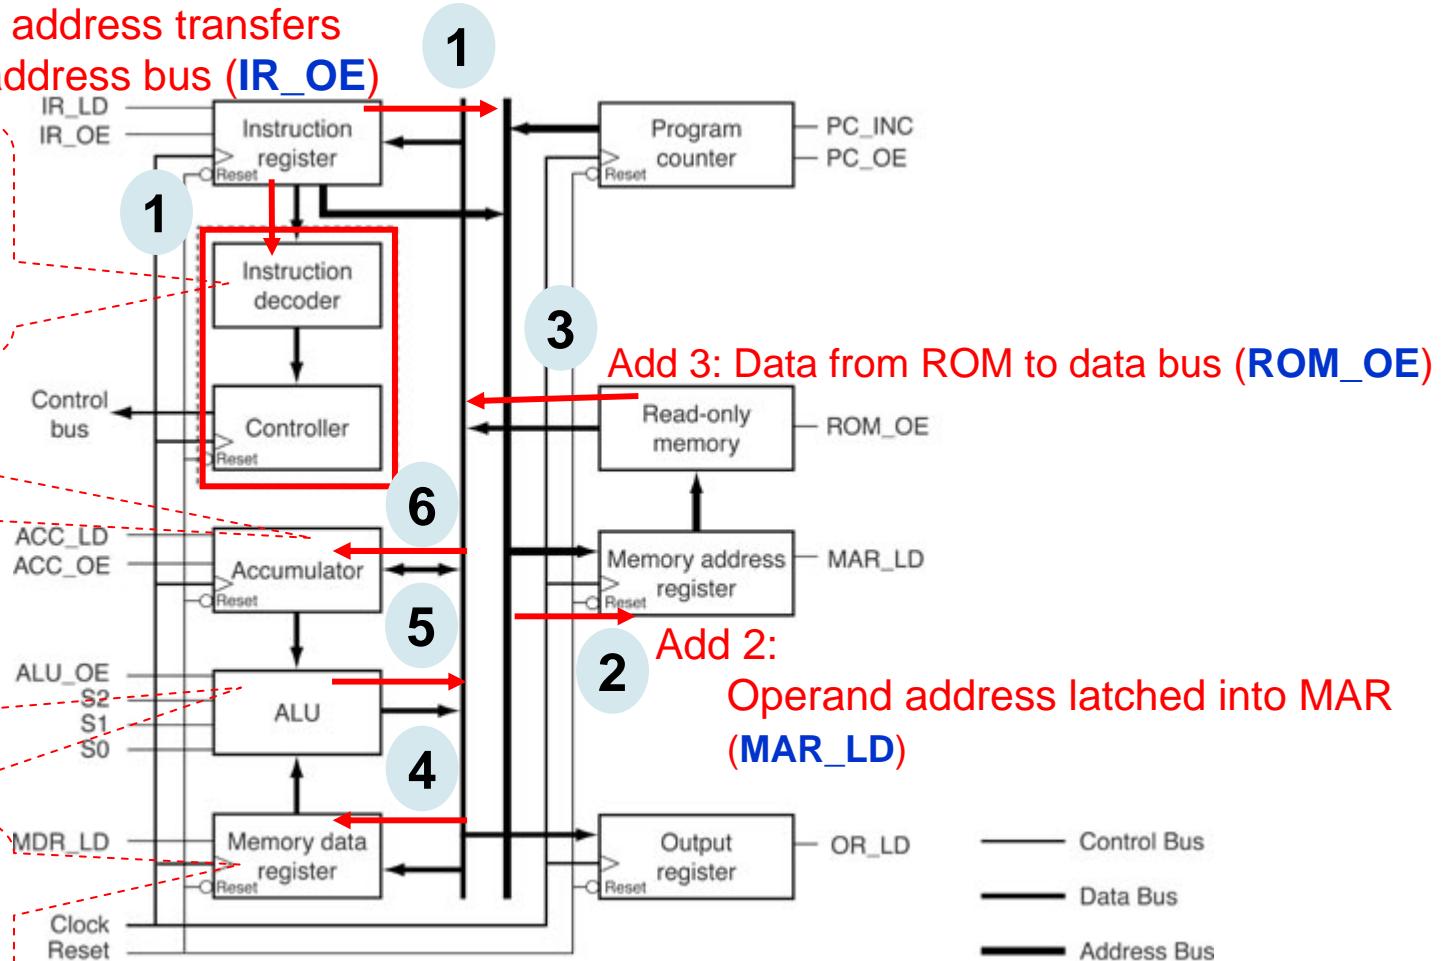 address transfers
address bus (IR_OE)
1
IR_LD
IR_OE
Instruction
register
Reset
Program
counter
Reset
PC_INC
PC_OE
1
Instruction
decoder
3
Add 3: Data from ROM to data bus (ROM_OE)
Control
bus
Controller
Reset
Read-only
memory
ROM_OE
6
ACC_LD
ACC_OE
Accumulator
Reset
Memory address
register
Reset
MAR_LD
5
2
Add 2:
Operand address latched into MAR
(MAR_LD)
ALU_OE
S2
S1
S0
ALU
4
MDR_LD
Memory data
register
Reset
Output
register
Reset
OR_LD
Control Bus
Data Bus
Address Bus
Clock
Reset